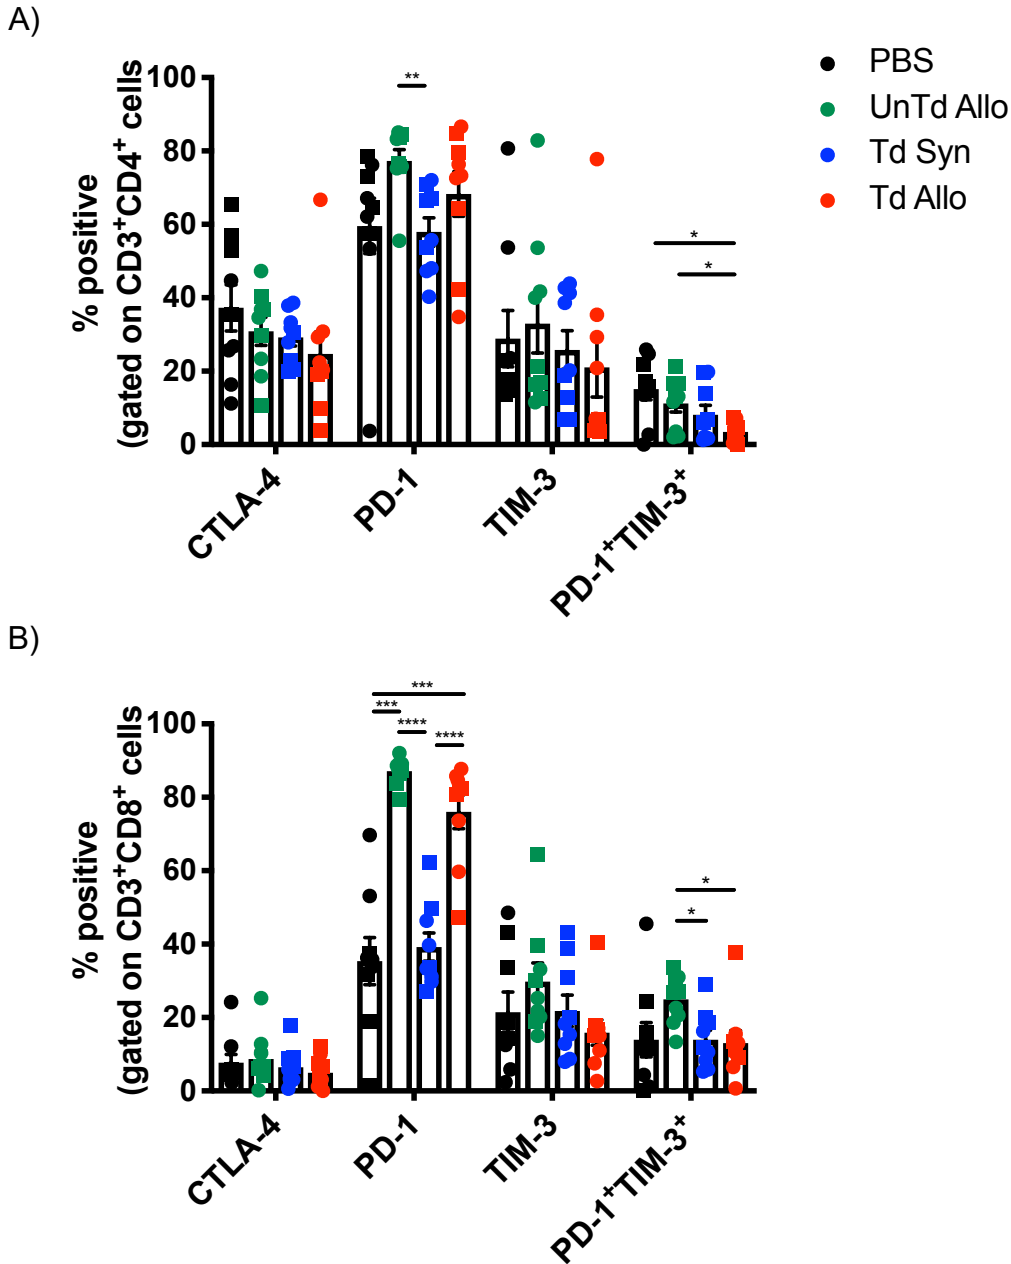 A)
% positive
(gated on CD3⁺CD4⁺ cells
100
80
60
40
20
0
**
*
*
CTLA-4
PD-1
TIM-3
PD-1⁺TIM-3⁺
PBS
UnTd Allo
Td Syn
Td Allo
B)
% positive
(gated on CD3⁺CD8⁺ cells
100
80
60
40
20
0
***
***
****
****
*
*
CTLA-4
PD-1
TIM-3
PD-1⁺TIM-3⁺